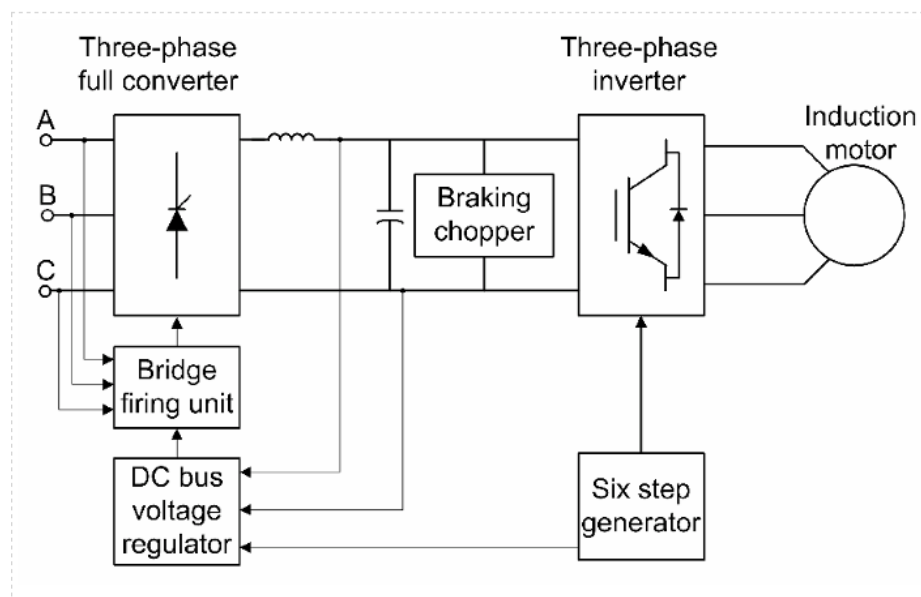 Three-phase
full converter
Three-phase
inverter
Induction
motor
A
B
C
Braking
chopper
Bridge
firing unit
DC bus
voltage
regulator
Six step
generator